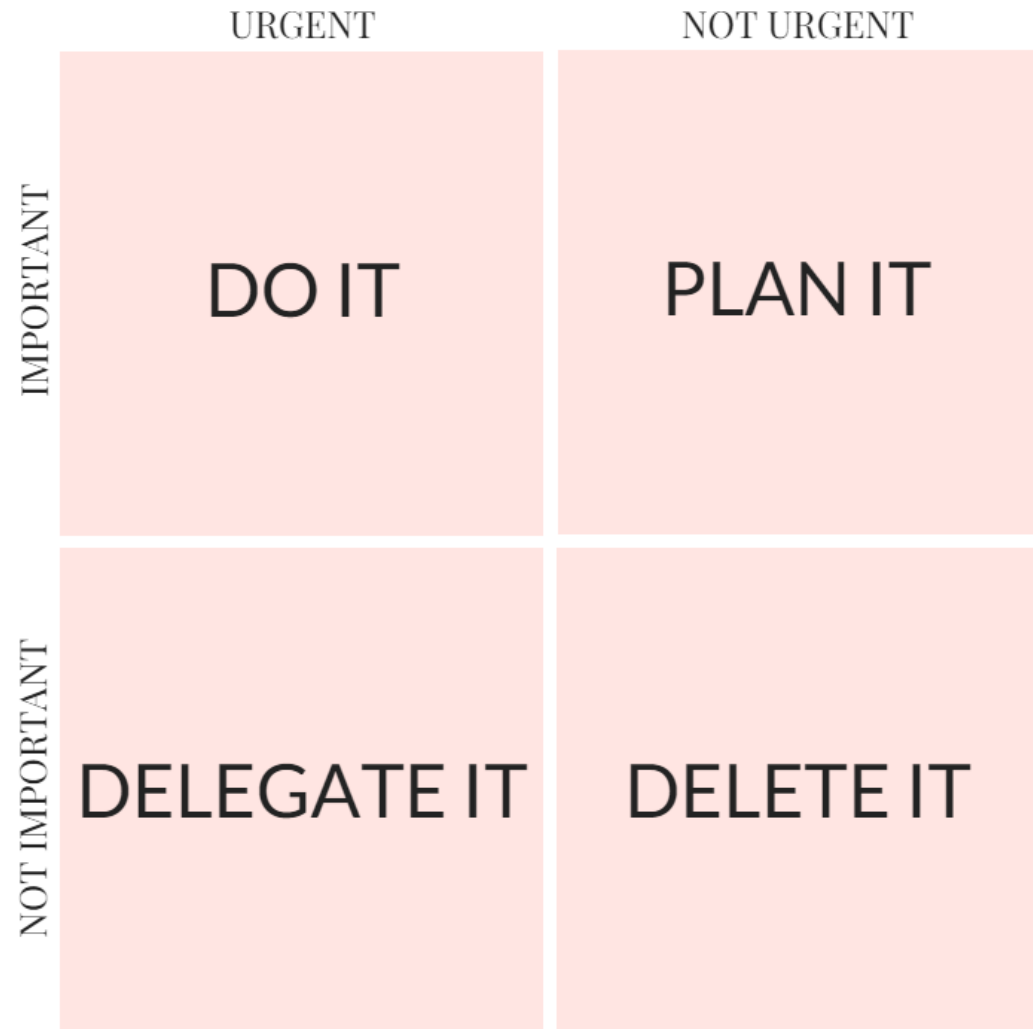 URGENT
NOT URGENT
IMPORTANT
DO IT
PLAN IT
NOT IMPORTANT
DELEGATE IT
DELETE IT